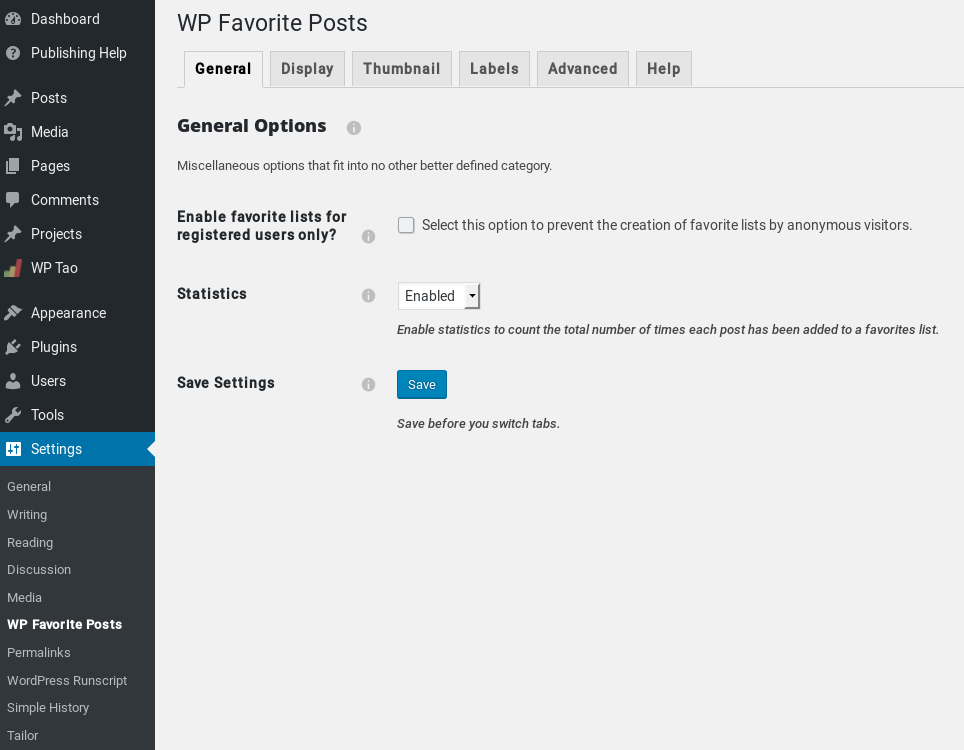 Dashboard
Publishing Help
Posts
Media
Pages
Comments
Projects
WP Tao
Appearance
Plugins
Users
Tools
Settings
General
Writing
Reading
Discussion
Media
WP Favorite Posts
Permalinks
WordPress Runscript
Simple History
Tailor
WP Favorite Posts
General Display Thumbnail Labels Advanced Help
General Options
Miscellaneous options that fit into no other better defined category.
Enable favorite lists for
registered users only?
Select this option to prevent the creation of favorite lists by anonymous visitors.
Statistics
Enabled
Enable statistics to count the total number of times each post has been added to a favorites list.
Save Settings
Save
Save before you switch tabs.